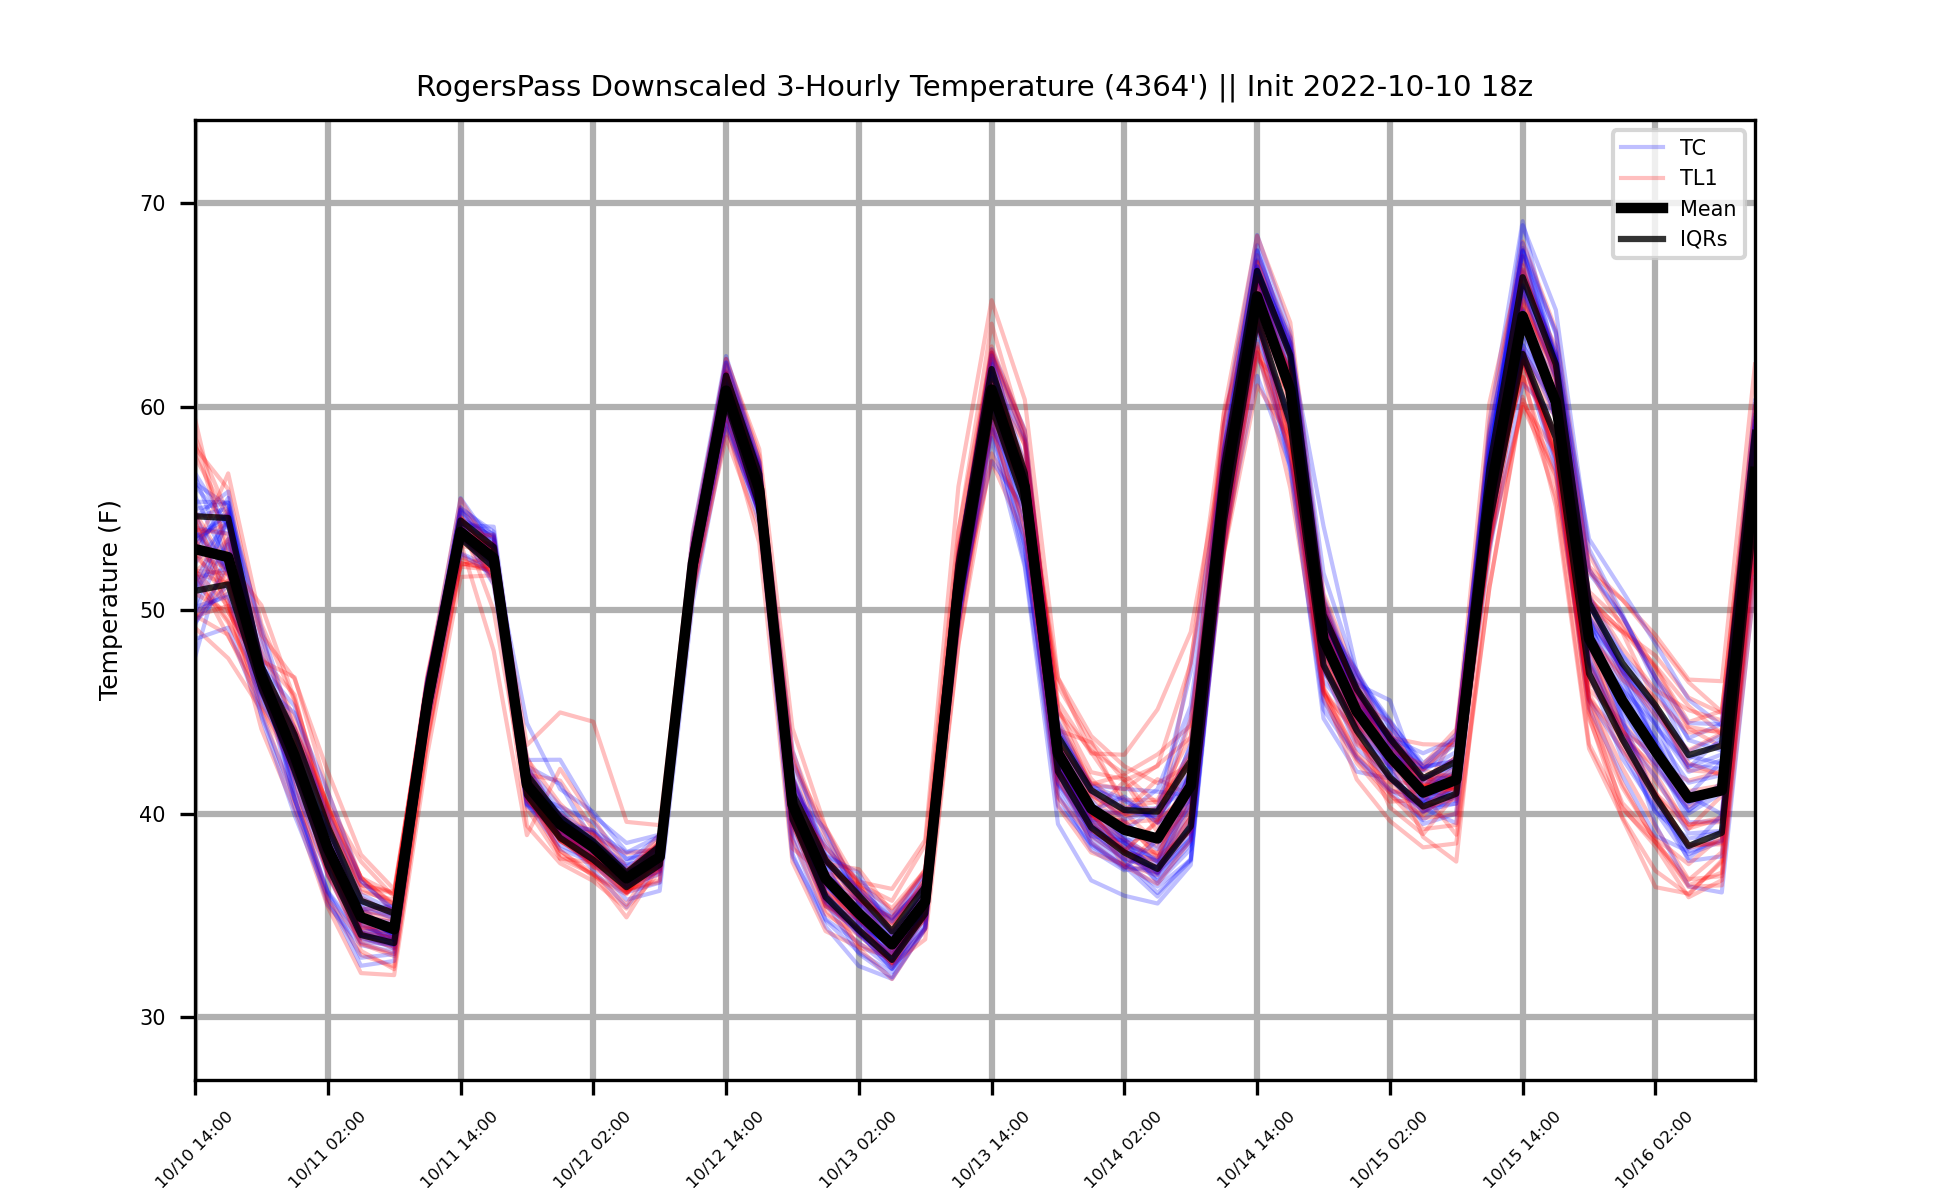 RogersPass Downscaled 3-Hourly Temperature (4364') || Init 2022-10-10 18z
TC
TL1
Mean
IQRs
Temperature (F)
70
60
50
40
30
10/10 14:00
10/11 02:00
10/11 14:00
10/12 02:00
10/12 14:00
10/13 02:00
10/13 14:00
10/14 02:00
10/14 14:00
10/15 02:00
10/15 14:00
10/16 02:00